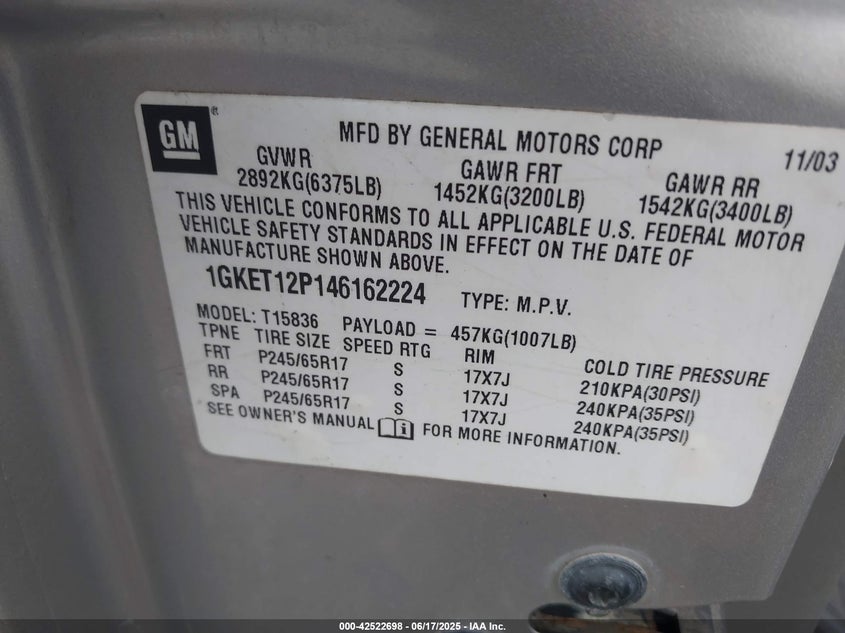 GM® MFD BY GENERAL MOTORS CORP 11/03
GVWR GAWR FRT GAWR RR
2892KG(6375LB) 1452KG(3200LB) 1542KG(3400LB)
THIS VEHICLE CONFORMS TO ALL APPLICABLE U.S. FEDERAL MOTOR
VEHICLE SAFETY STANDARDS IN EFFECT ON THE DATE OF
MANUFACTURE SHOWN ABOVE.
1GKET12P146162224 TYPE: M.P.V.
MODEL: T15836 PAYLOAD = 457KG(1007LB)
TPNE TIRE SIZE SPEED RTG RIM COLD TIRE PRESSURE
FRT P245/65R17 S 17X7J 210KPA(30PSI)
RR P245/65R17 S 17X7J 240KPA(35PSI)
SPA P245/65R17 S 17X7J 240KPA(35PSI)
SEE OWNER'S MANUAL i FOR MORE INFORMATION.
000-42522698 - 06/17/2025 - IAA Inc.